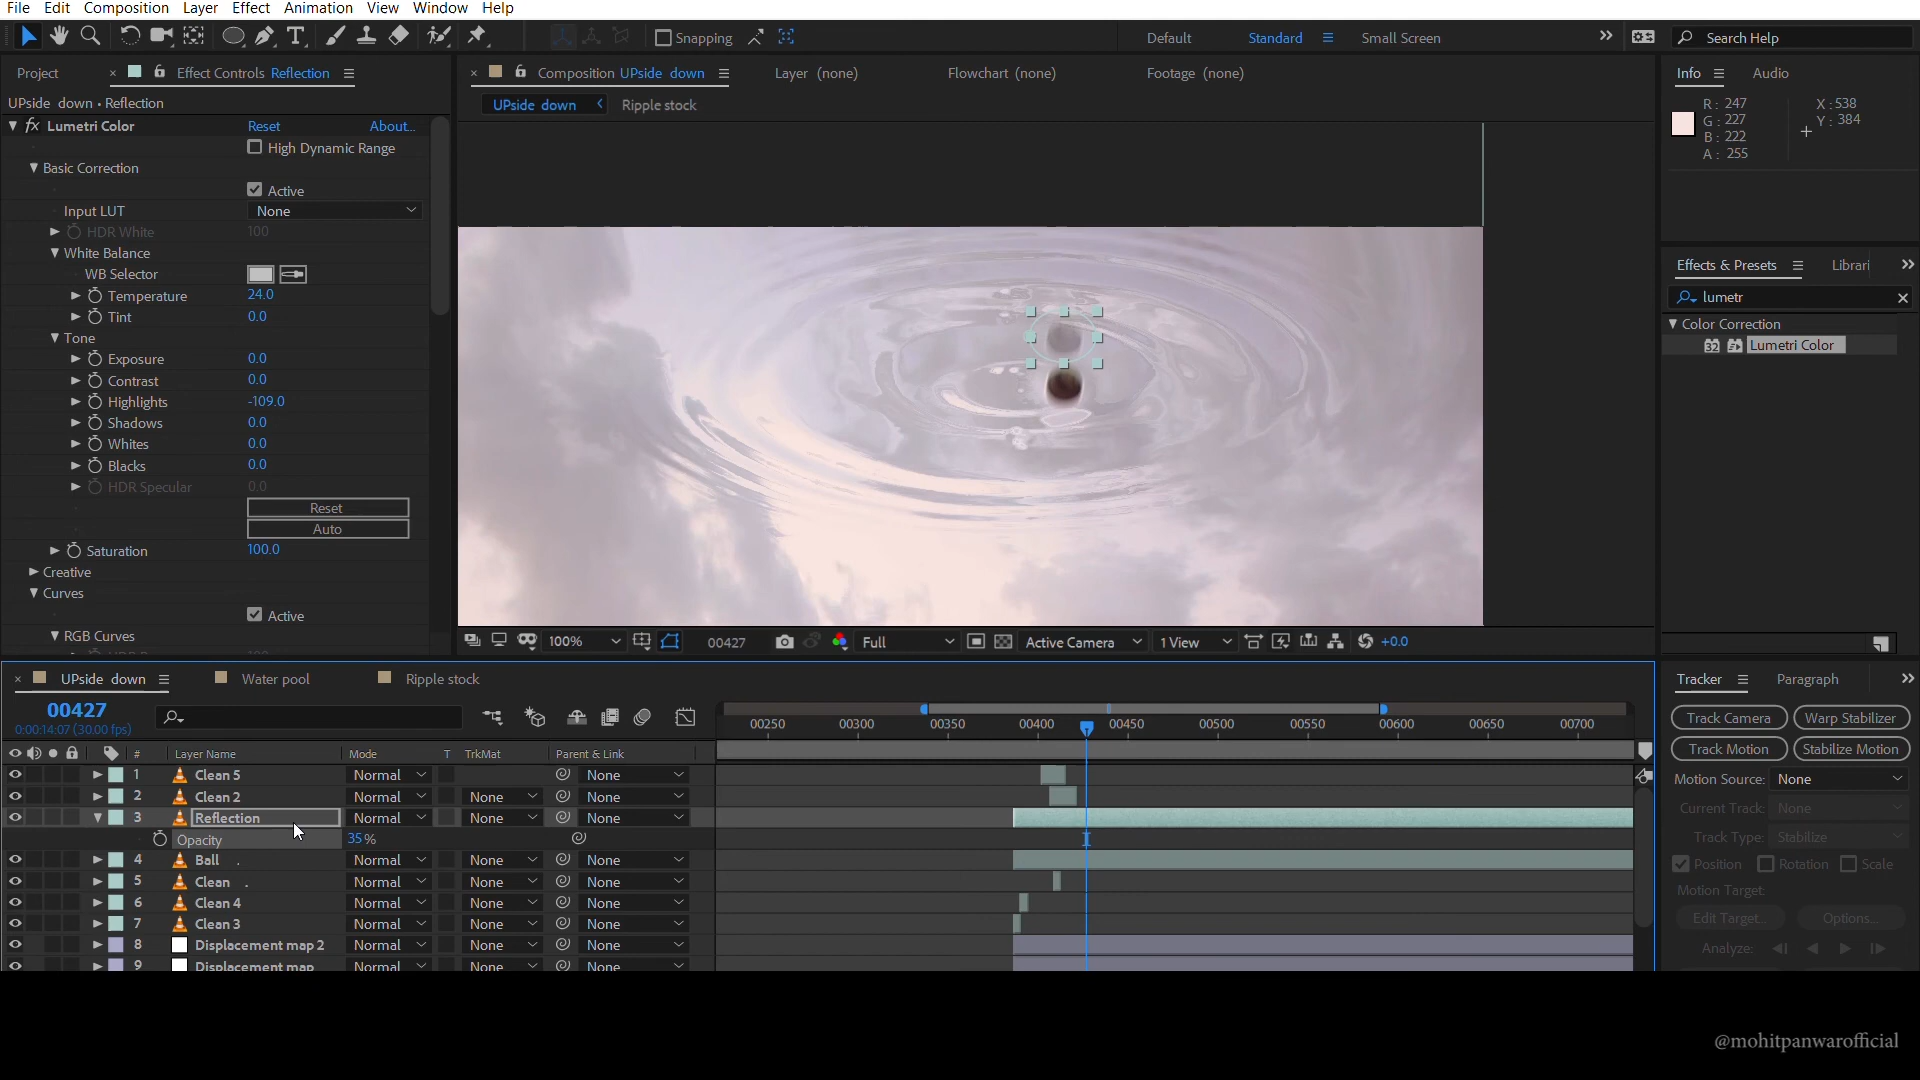 File Edit Composition Layer Effect Animation View Window Help
Snapping Default Standard Small Screen Search Help
Project × Effect Controls Reflection
× Composition UPside down Layer (none) Flowchart (none) Footage (none)
Info Audio
UPside down • Reflection
UPside down Ripple stock
R: 247
G: 227
B: 222
A: 255
X: 538
Y: 384
fx Lumetri Color Reset About...
High Dynamic Range
Basic Correction
Active
Input LUT None
HDR White 100
White Balance
WB Selector
Temperature 24.0
Tint 0.0
Tone
Exposure 0.0
Contrast 0.0
Highlights -109.0
Shadows 0.0
Whites 0.0
Blacks 0.0
HDR Specular 0.0
Reset
Auto
Saturation 100.0
Creative
Curves
Active
RGB Curves
Effects & Presets Librari
lumetr
Color Correction
32 Lumetri Color
100% 00427 Full Active Camera 1 View +0.0
× UPside down Water pool Ripple stock
00427
0:00:14:07 (30.00 fps)
00250 00300 00350 00400 00450 00500 00550 00600 00650 00700
# Layer Name Mode T TrkMat Parent & Link
1 Clean 5 Normal None
2 Clean 2 Normal None None
3 Reflection Normal None None
Opacity 35 %
4 Ball . Normal None None
5 Clean . Normal None None
6 Clean 4 Normal None None
7 Clean 3 Normal None None
8 Displacement map 2 Normal None None
9 Displacement map Normal None None
Tracker Paragraph
Track Camera Warp Stabilizer
Track Motion Stabilize Motion
Motion Source: None
Current Track: None
Track Type: Stabilize
Position Rotation Scale
Motion Target:
Edit Target... Options...
Analyze:
@mohitpanwarofficial